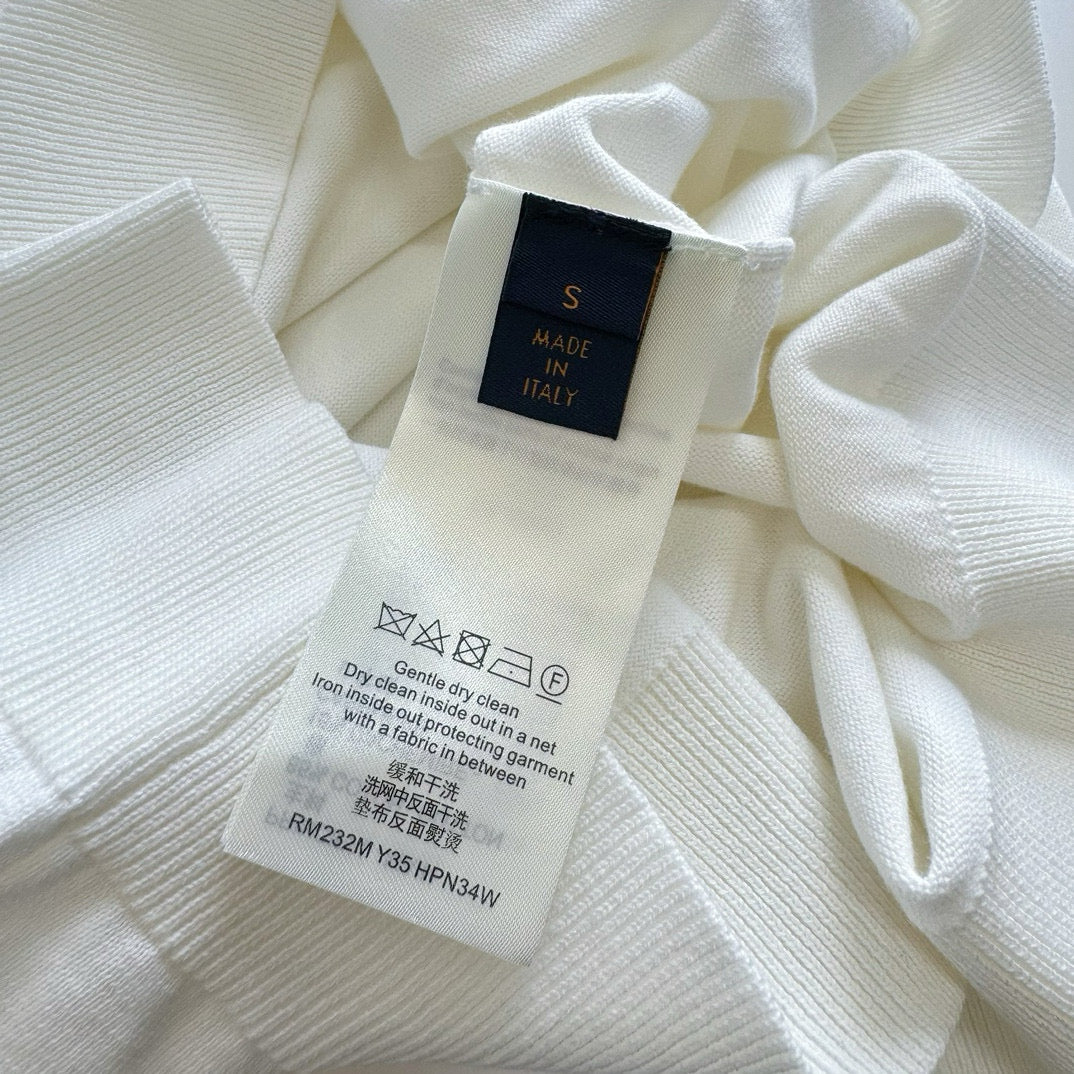 S
MADE
IN
ITALY
F
Gentle dry clean
Dry clean inside out in a net
Iron inside out protecting garment
with a fabric in between
缓和干洗
洗网中反面干洗
垫布反面熨烫
RM232M Y35 HPN34W